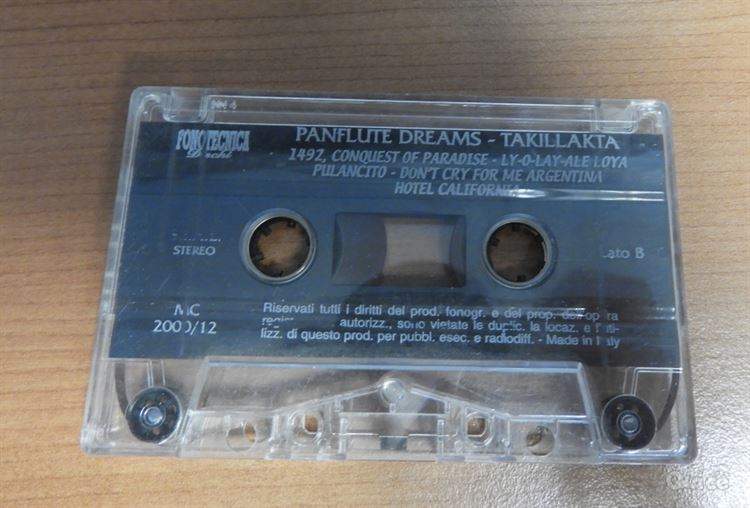 FONOTECNICA
PANFLUTE DREAMS - TAKILLAKTA
1492, CONQUEST OF PARADISE - LY-O-LAY-ALE LOYA
PULANCITO - DON'T CRY FOR ME ARGENTINA
HOTEL CALIFORNIA
STEREO
Lato B
MC
2000/12
Riservati tutti i diritti del prod. fonogr. e del prop. dell'opera
autorizz., sono vietate le duplic. la locaz. e l'uti-
lizz. di questo prod. per pubbl. esec. e radiodiff. - Made in Italy